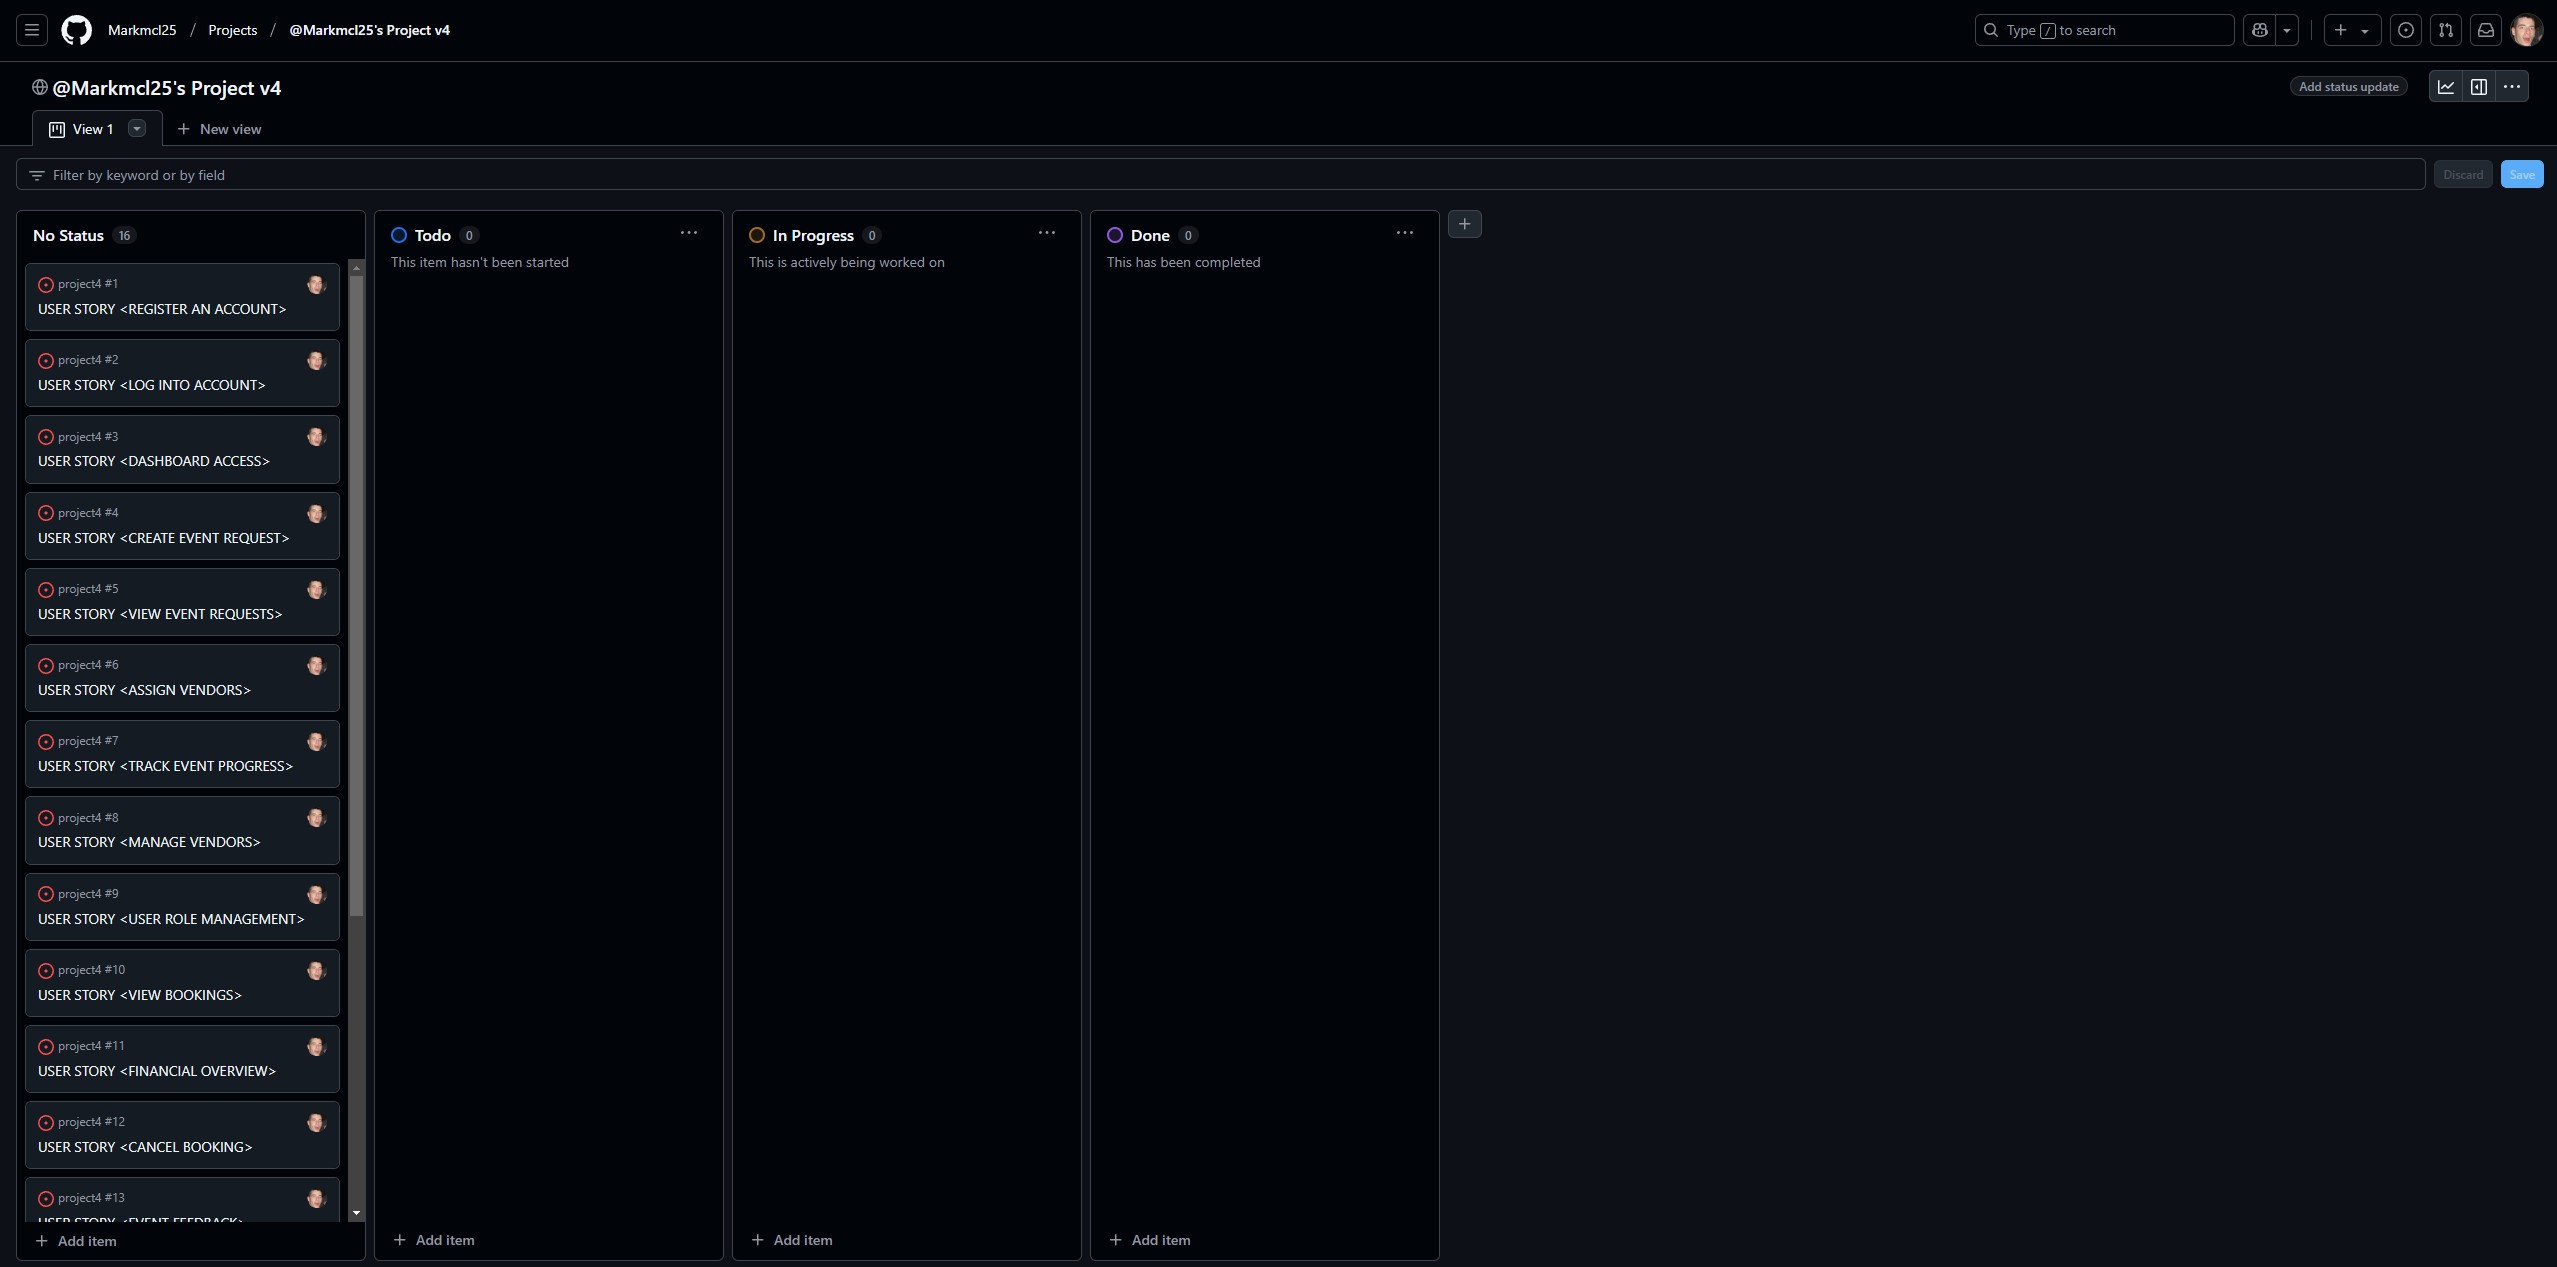 Markmcl25 / Projects / @Markmcl25's Project v4
Type / to search
@Markmcl25's Project v4
Add status update
View 1
New view
Filter by keyword or by field
Discard
Save
No Status 16
project4 #1
USER STORY <REGISTER AN ACCOUNT>
project4 #2
USER STORY <LOG INTO ACCOUNT>
project4 #3
USER STORY <DASHBOARD ACCESS>
project4 #4
USER STORY <CREATE EVENT REQUEST>
project4 #5
USER STORY <VIEW EVENT REQUESTS>
project4 #6
USER STORY <ASSIGN VENDORS>
project4 #7
USER STORY <TRACK EVENT PROGRESS>
project4 #8
USER STORY <MANAGE VENDORS>
project4 #9
USER STORY <USER ROLE MANAGEMENT>
project4 #10
USER STORY <VIEW BOOKINGS>
project4 #11
USER STORY <FINANCIAL OVERVIEW>
project4 #12
USER STORY <CANCEL BOOKING>
project4 #13
USER STORY <EVENT FEEDBACK>
Add item
Todo 0
This item hasn't been started
Add item
In Progress 0
This is actively being worked on
Add item
Done 0
This has been completed
Add item